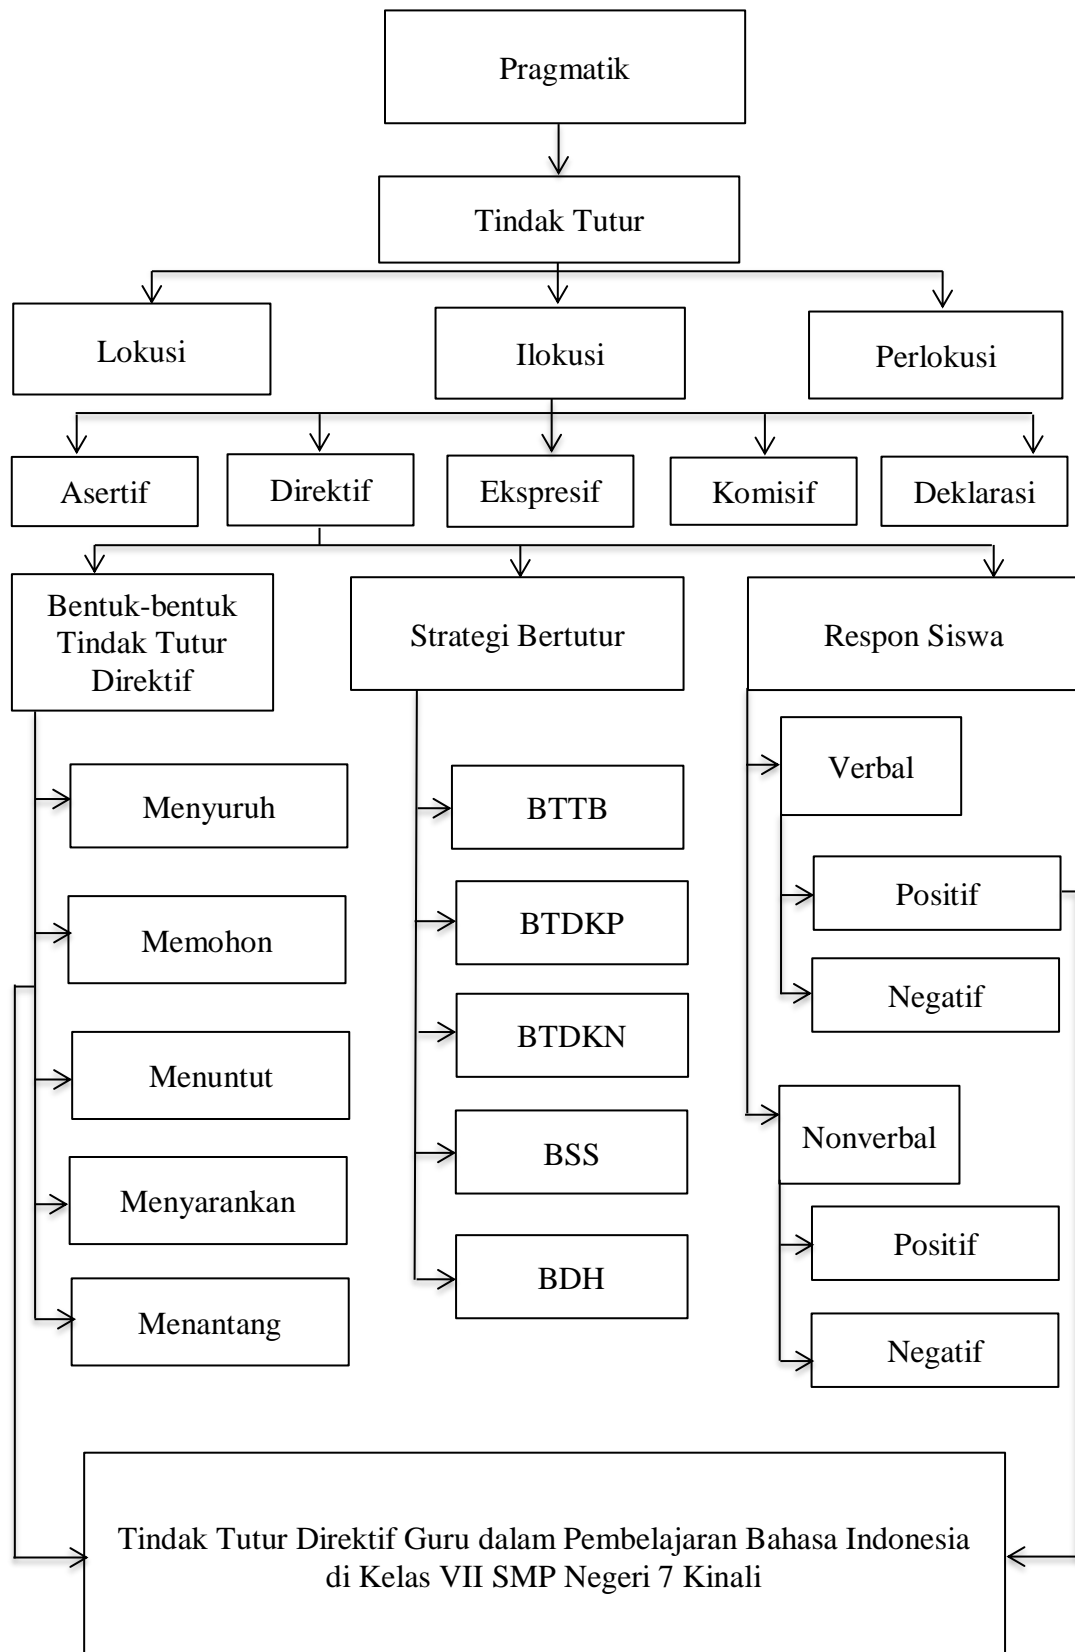 Pragmatik
Tindak Tutur
Lokusi
Ilokusi
Perlokusi
Asertif
Direktif
Ekspresif
Komisif
Deklarasi
Bentuk-bentuk
Tindak Tutur
Direktif
Strategi Bertutur
Respon Siswa
Menyuruh
Memohon
Menuntut
Menyarankan
Menantang
BTTB
BTDKP
BTDKN
BSS
BDH
Verbal
Positif
Negatif
Nonverbal
Positif
Negatif
Tindak Tutur Direktif Guru dalam Pembelajaran Bahasa Indonesia
di Kelas VII SMP Negeri 7 Kinali